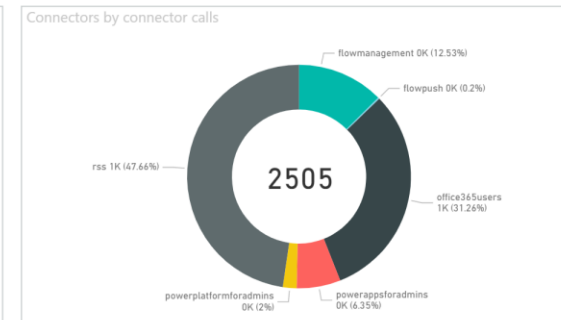 Connectors by connector calls
flowmanagement 0K (12.53%)
flowpush 0K (0.2%)
rss 1K (47.66%)
2505
office365users
1K (31.26%)
powerplatformforadmins
0K (2%)
powerappsforadmins
0K (6.35%)